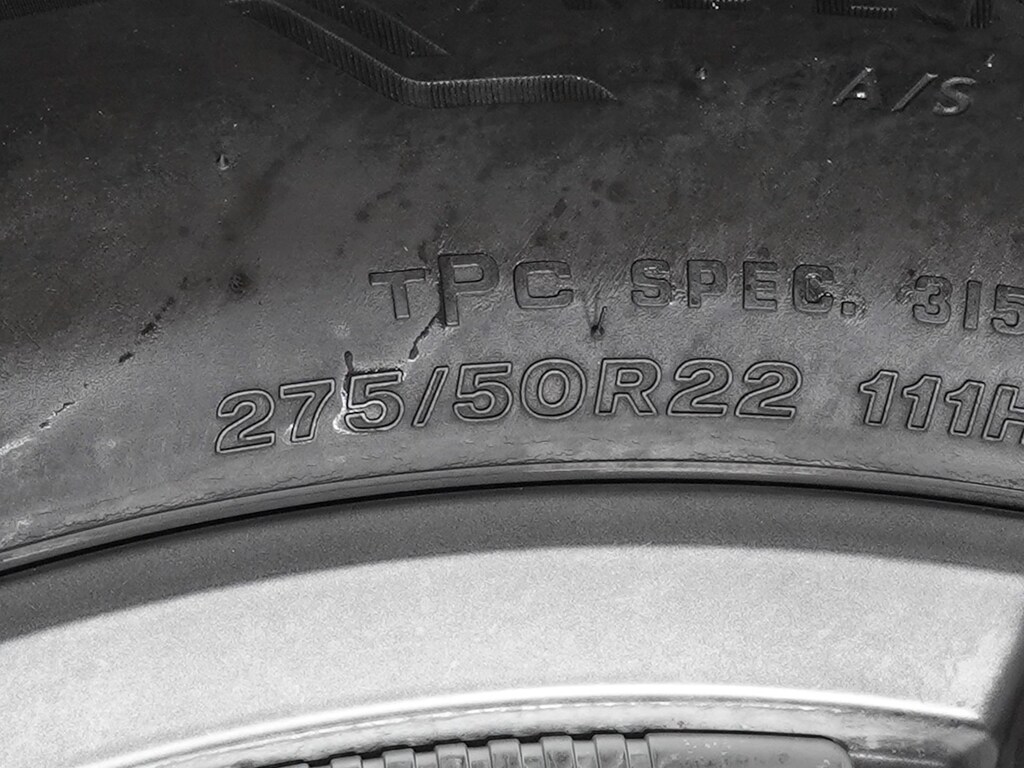 A/S
TPC SPEC. 315
275/50R22 111H